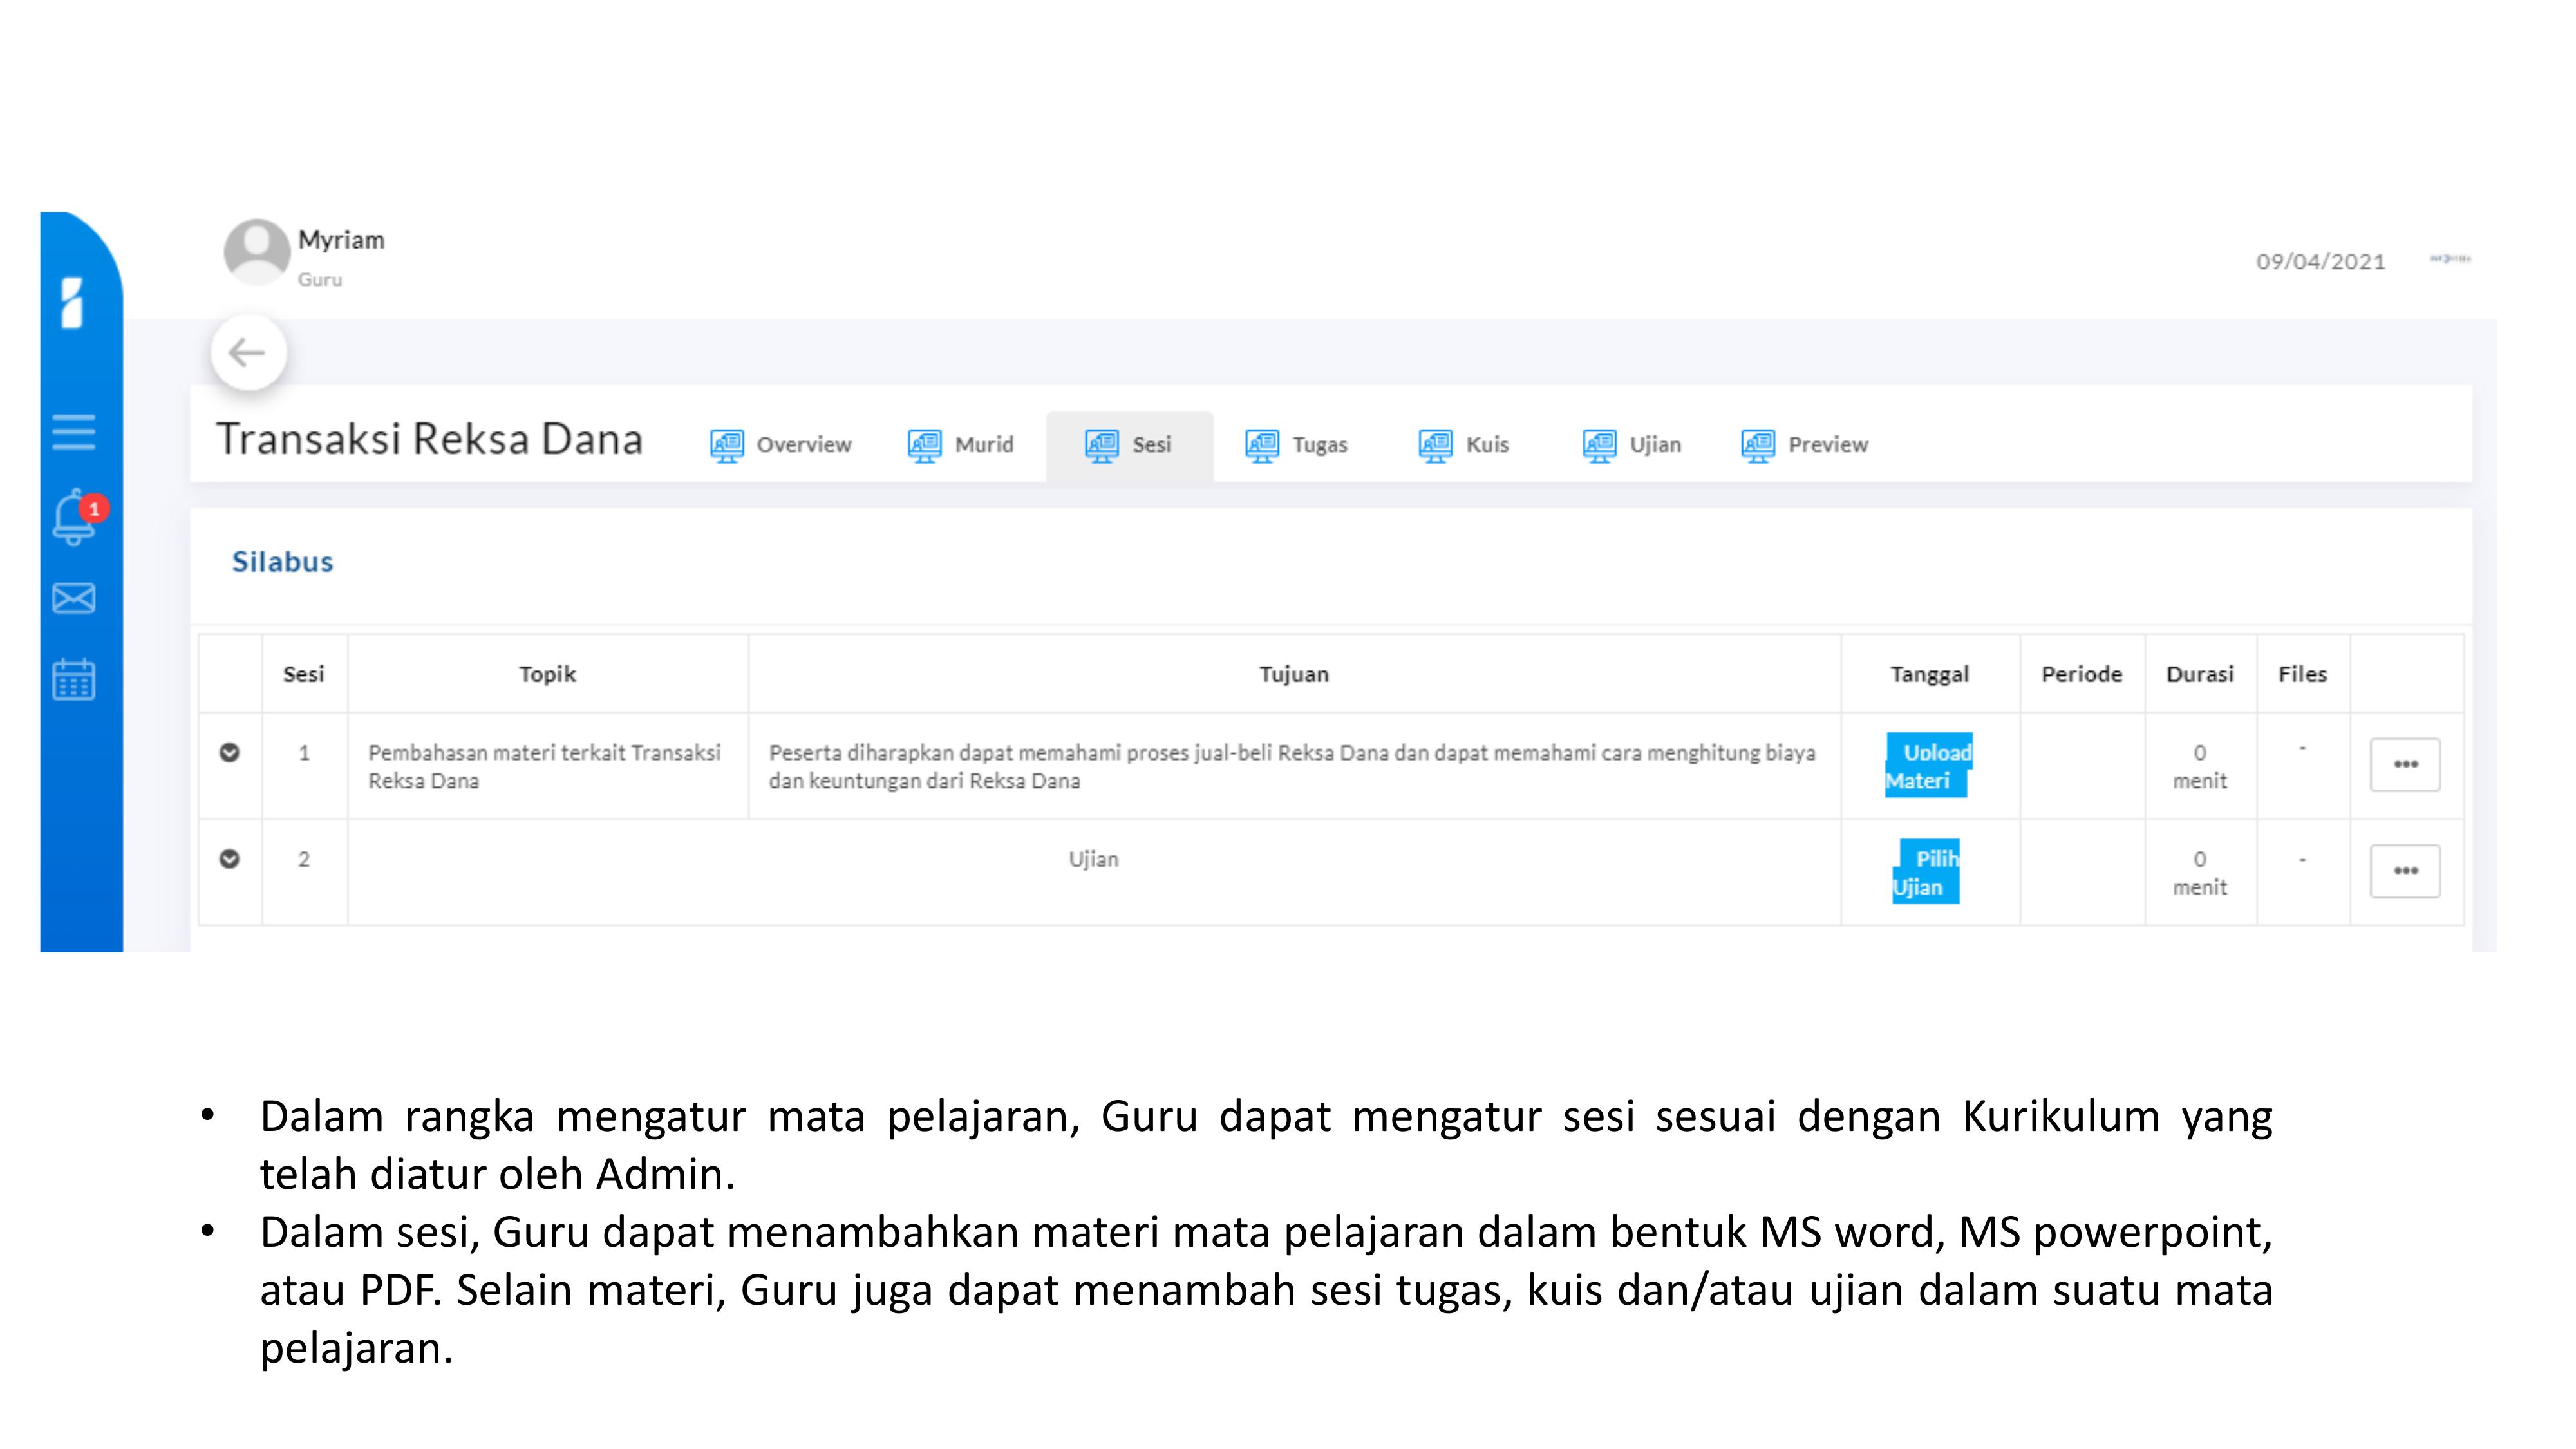 Myriam
Guru
09/04/2021
1
Transaksi Reksa Dana
Overview
Murid
Sesi
Tugas
Kuis
Ujian
Preview
Silabus
Sesi Topik Tujuan Tanggal Periode Durasi Files
1
Pembahasan materi terkait Transaksi
Reksa Dana
Peserta diharapkan dapat memahami proses jual-beli Reksa Dana dan dapat memahami cara menghitung biaya
dan keuntungan dari Reksa Dana
Upload
Materi
0
menit
-
•••
2
Ujian
Pilih
Ujian
0
menit
-
•••
• Dalam rangka mengatur mata pelajaran, Guru dapat mengatur sesi sesuai dengan Kurikulum yang
telah diatur oleh Admin.
• Dalam sesi, Guru dapat menambahkan materi mata pelajaran dalam bentuk MS word, MS powerpoint,
atau PDF. Selain materi, Guru juga dapat menambah sesi tugas, kuis dan/atau ujian dalam suatu mata
pelajaran.